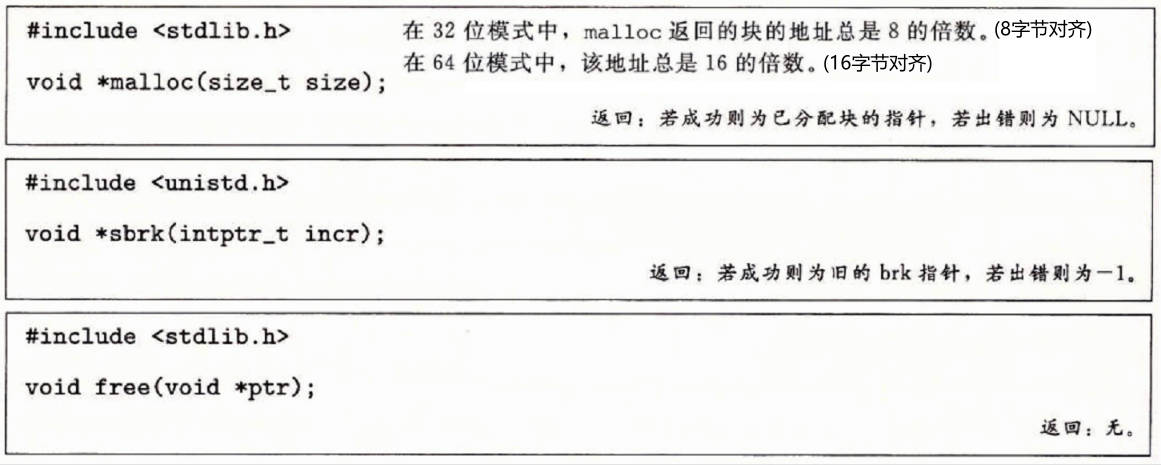 #include <stdlib.h>
在 32 位模式中，malloc 返回的块的地址总是 8 的倍数。(8字节对齐)
在 64 位模式中，该地址总是 16 的倍数。(16字节对齐)
void *malloc(size_t size);
返回：若成功则为已分配块的指针，若出错则为 NULL。
#include <unistd.h>
void *sbrk(intptr_t incr);
返回：若成功则为旧的 brk 指针，若出错则为－1。
#include <stdlib.h>
void free(void *ptr);
返回：无。